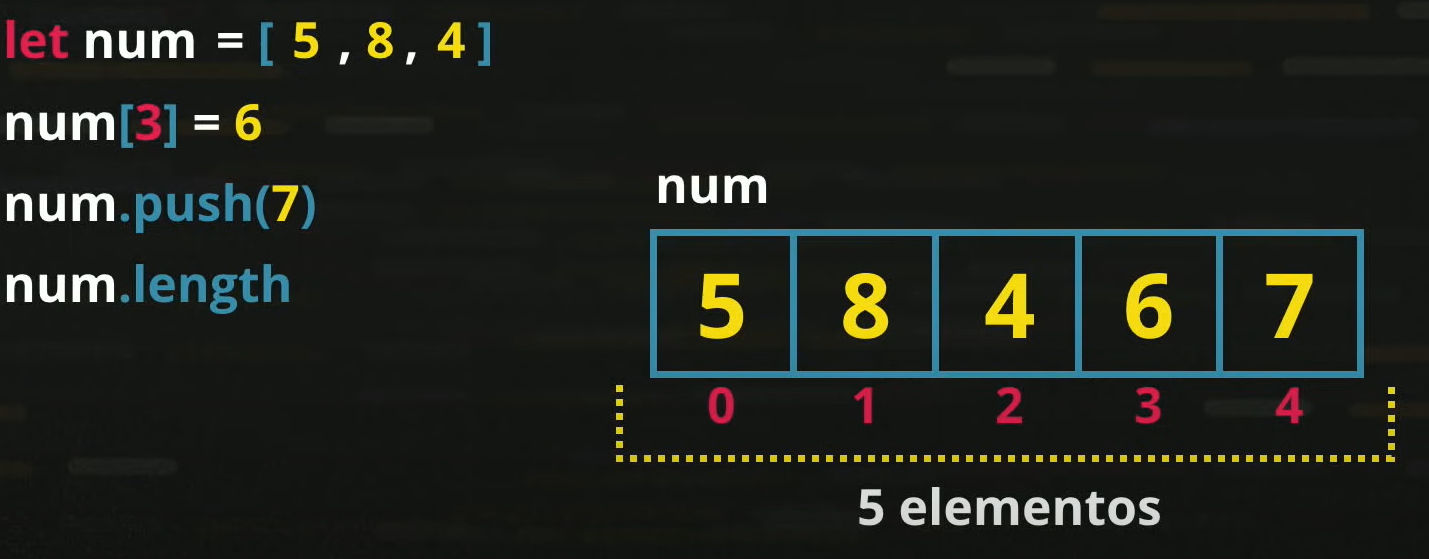 let num = [ 5 , 8 , 4 ]
num[3] = 6
num.push(7)
num.length
num
5 8 4 6 7
0 1 2 3 4
5 elementos